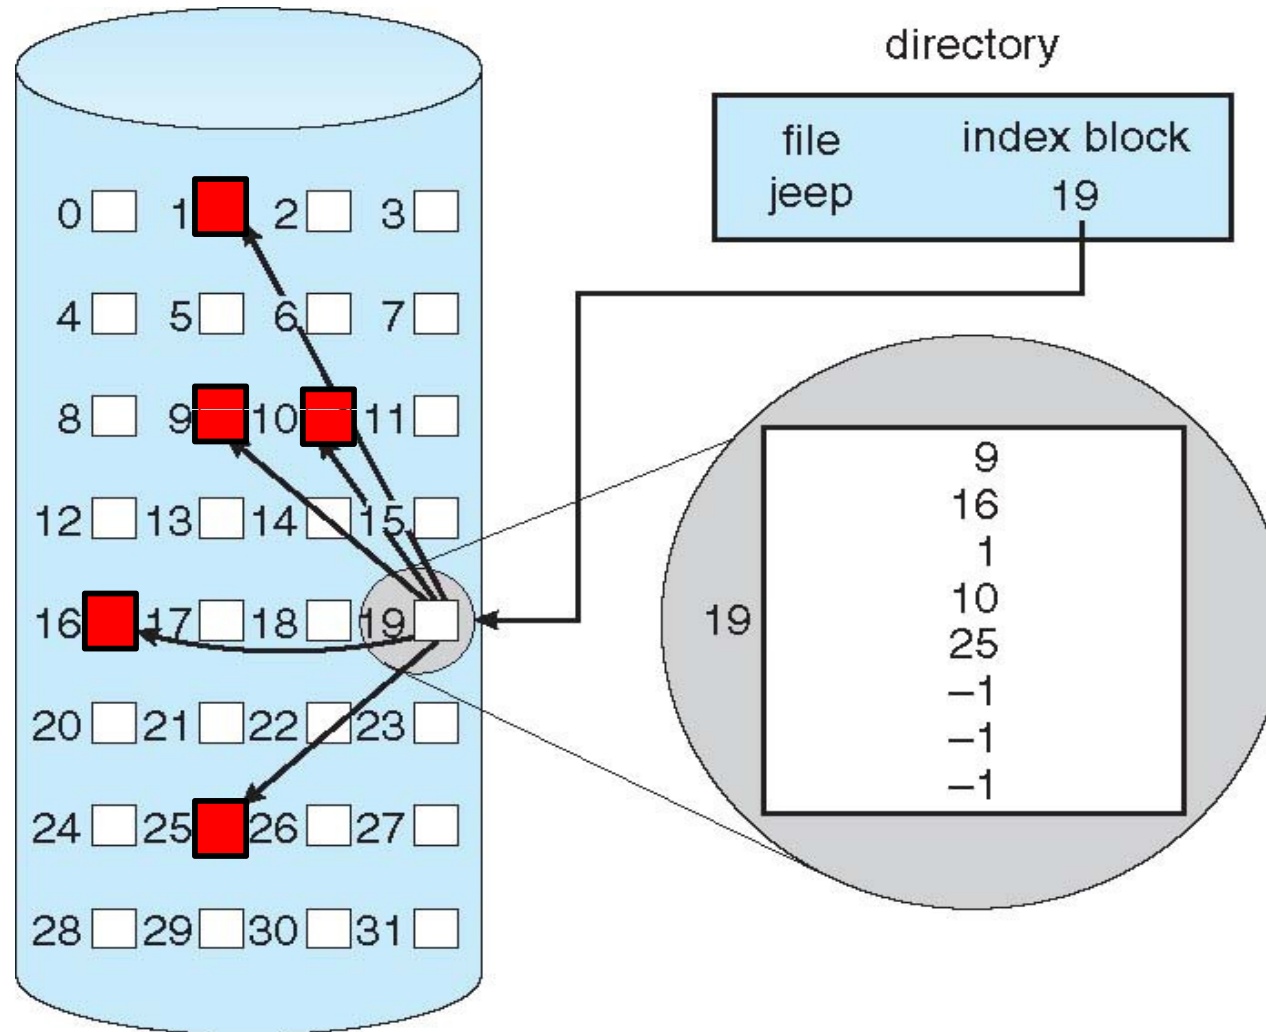 directory
file index block
jeep 19
0 1 2 3
4 5 6 7
8 9 10 11
12 13 14 15
16 17 18 19
20 21 22 23
24 25 26 27
28 29 30 31
19
9
16
1
10
25
–1
–1
–1